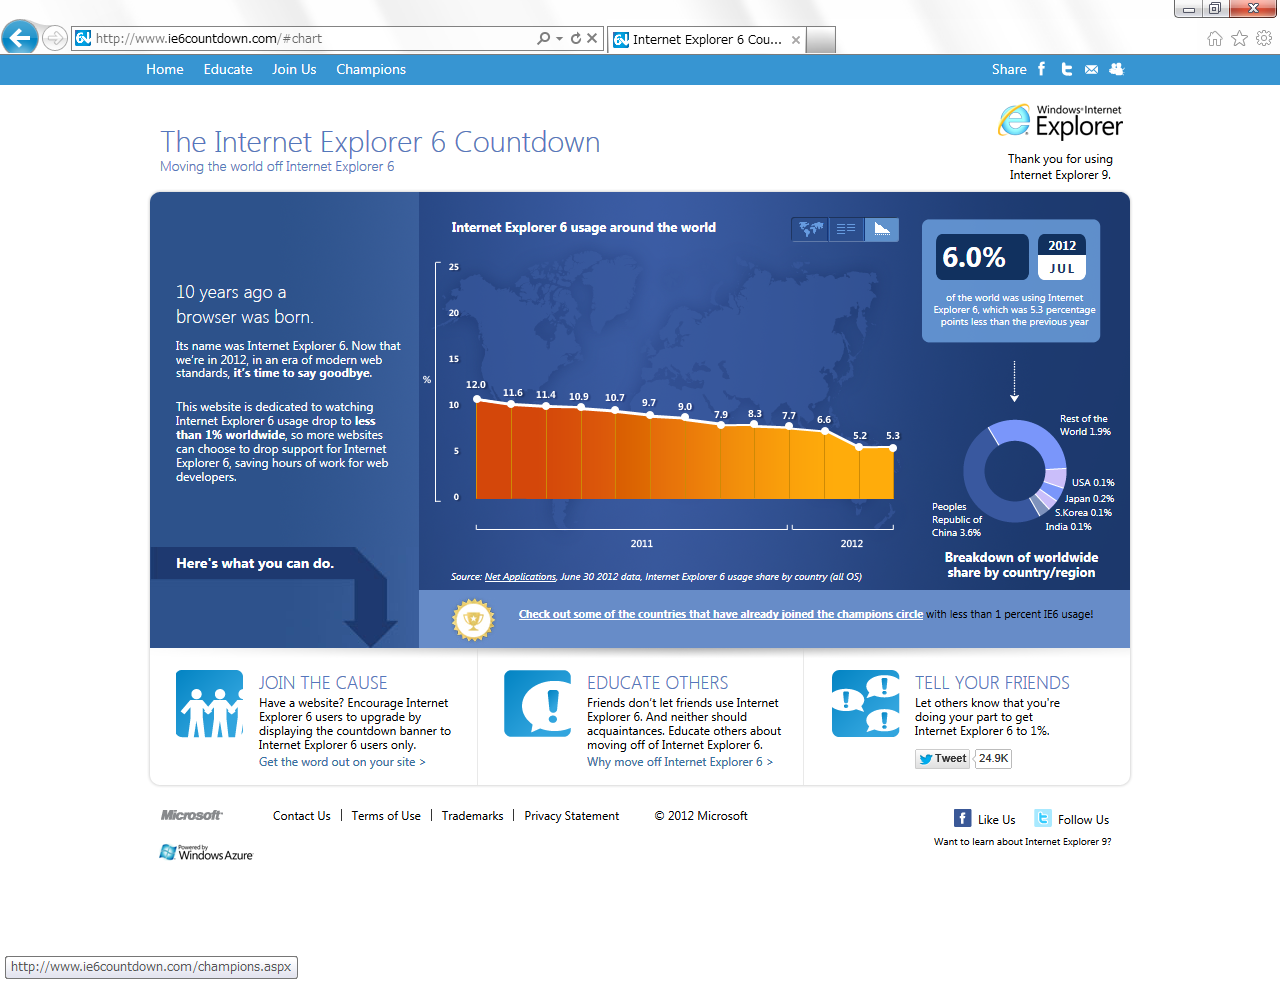 http://www.ie6countdown.com/#chart
Internet Explorer 6 Cou...
Home Educate Join Us Champions
Share
The Internet Explorer 6 Countdown
Moving the world off Internet Explorer 6
Windows Internet
Explorer
Thank you for using
Internet Explorer 9.
10 years ago a
browser was born.
Its name was Internet Explorer 6. Now that
we're in 2012, in an era of modern web
standards, it's time to say goodbye.
This website is dedicated to watching
Internet Explorer 6 usage drop to less
than 1% worldwide, so more websites
can choose to drop support for Internet
Explorer 6, saving hours of work for web
developers.
Here's what you can do.
Internet Explorer 6 usage around the world
25
20
15
%
10
5
0
12.0 11.6 11.4 10.9 10.7 9.7 9.0 7.9 8.3 7.7 6.6 5.2 5.3
2011 2012
Source: Net Applications, June 30 2012 data, Internet Explorer 6 usage share by country (all OS)
6.0%
2012
JUL
of the world was using Internet
Explorer 6, which was 5.3 percentage
points less than the previous year
Rest of the
World 1.9%
USA 0.1%
Japan 0.2%
S.Korea 0.1%
India 0.1%
Peoples
Republic of
China 3.6%
Breakdown of worldwide
share by country/region
Check out some of the countries that have already joined the champions circle with less than 1 percent IE6 usage!
JOIN THE CAUSE
Have a website? Encourage Internet
Explorer 6 users to upgrade by
displaying the countdown banner to
Internet Explorer 6 users only.
Get the word out on your site >
EDUCATE OTHERS
Friends don't let friends use Internet
Explorer 6. And neither should
acquaintances. Educate others about
moving off of Internet Explorer 6.
Why move off Internet Explorer 6 >
TELL YOUR FRIENDS
Let others know that you're
doing your part to get
Internet Explorer 6 to 1%.
Tweet 24.9K
Microsoft
Contact Us | Terms of Use | Trademarks | Privacy Statement © 2012 Microsoft
Like Us Follow Us
Want to learn about Internet Explorer 9?
Powered by
Windows Azure
http://www.ie6countdown.com/champions.aspx